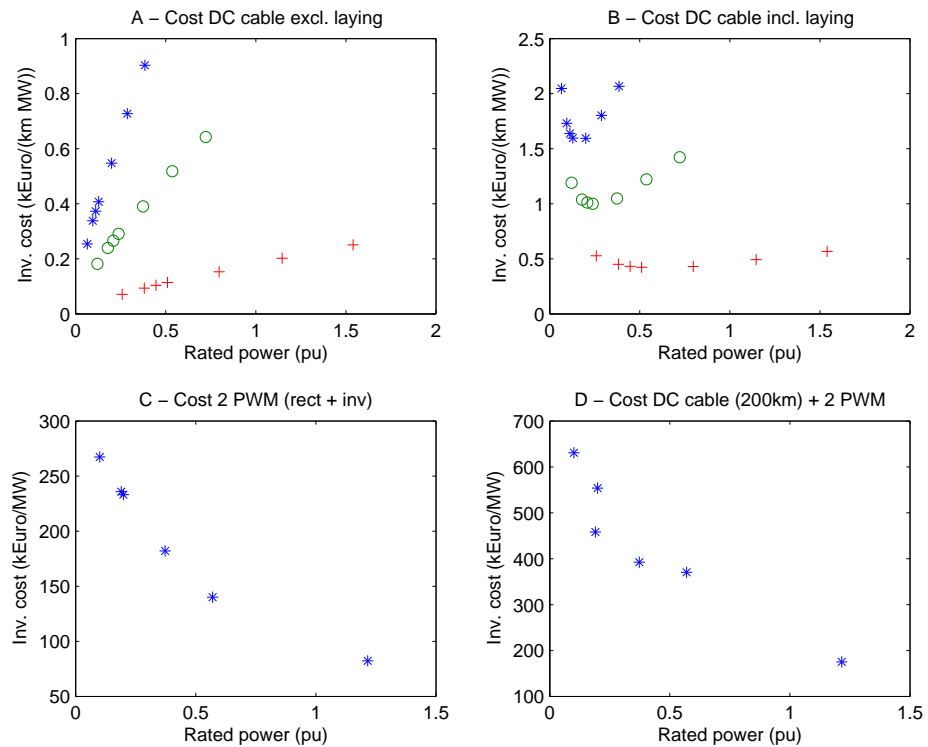 A − Cost DC cable excl. laying
Inv. cost (kEuro/(km MW))
1
0.8
0.6
0.4
0.2
0
0 0.5 1 1.5 2
Rated power (pu)
B − Cost DC cable incl. laying
Inv. cost (kEuro/(km MW))
2.5
2
1.5
1
0.5
0
0 0.5 1 1.5 2
Rated power (pu)
C − Cost 2 PWM (rect + inv)
Inv. cost (kEuro/MW)
300
250
200
150
100
50
0 0.5 1 1.5
Rated power (pu)
D − Cost DC cable (200km) + 2 PWM
Inv. cost (kEuro/MW)
700
600
500
400
300
200
100
0 0.5 1 1.5
Rated power (pu)